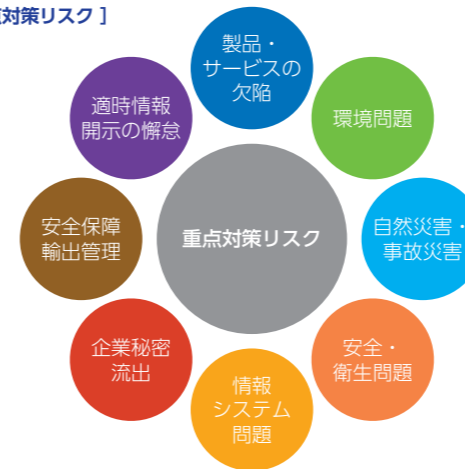 対策リスク ]
製品・
サービスの
欠陥
環境問題
自然災害・
事故災害
安全・
衛生問題
情報
システム
問題
企業秘密
流出
安全保障
輸出管理
適時情報
開示の懈怠
重点対策リスク